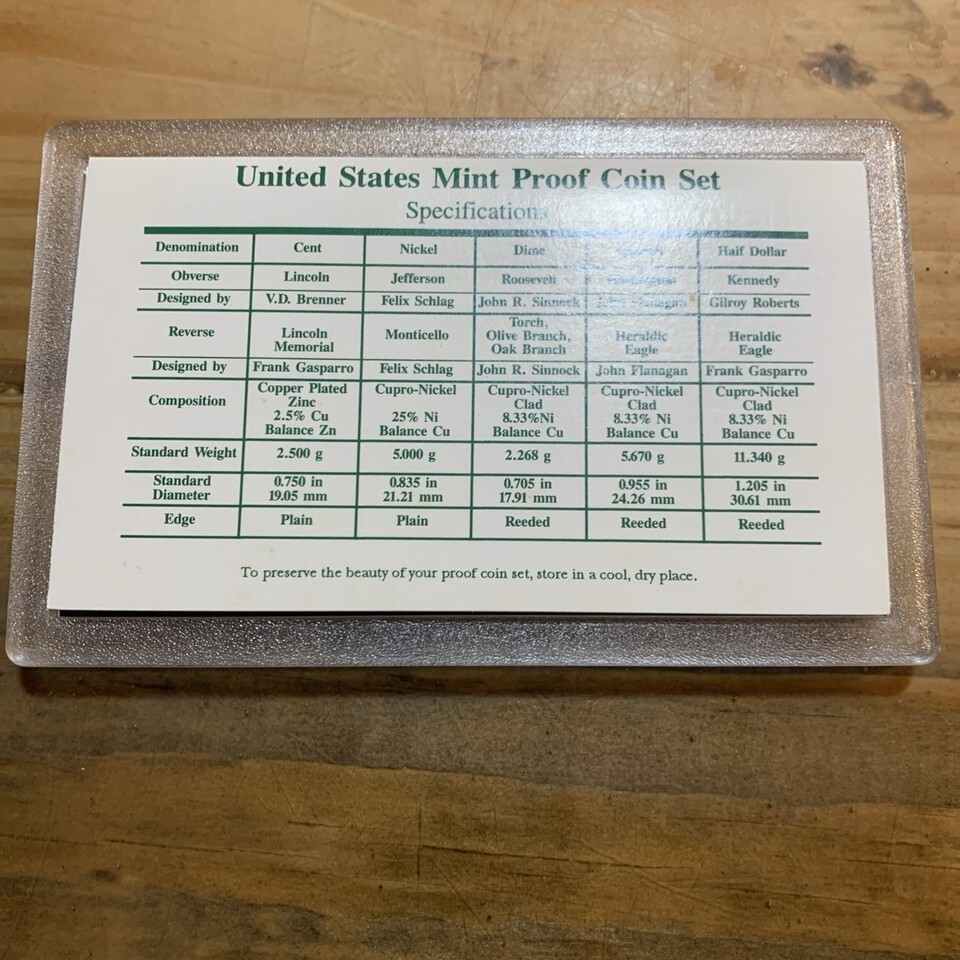 United States Mint Proof Coin Set
Specifications
Denomination Cent Nickel Dime Half Dollar
Obverse Lincoln Jefferson Roosevelt Kennedy
Designed by V.D. Brenner Felix Schlag John R. Sinnock John Flanagan Gilroy Roberts
Reverse Lincoln Memorial Monticello Torch, Olive Branch, Oak Branch Heraldic Eagle Heraldic Eagle
Designed by Frank Gasparro Felix Schlag John R. Sinnock John Flanagan Frank Gasparro
Composition Copper Plated Zinc 2.5% Cu Balance Zn Cupro-Nickel 25% Ni Balance Cu Cupro-Nickel Clad 8.33%Ni Balance Cu Cupro-Nickel Clad 8.33% Ni Balance Cu Cupro-Nickel Clad 8.33% Ni Balance Cu
Standard Weight 2.500 g 5.000 g 2.268 g 5.670 g 11.340 g
Standard Diameter 0.750 in 19.05 mm 0.835 in 21.21 mm 0.705 in 17.91 mm 0.955 in 24.26 mm 1.205 in 30.61 mm
Edge Plain Plain Reeded Reeded Reeded
To preserve the beauty of your proof coin set, store in a cool, dry place.